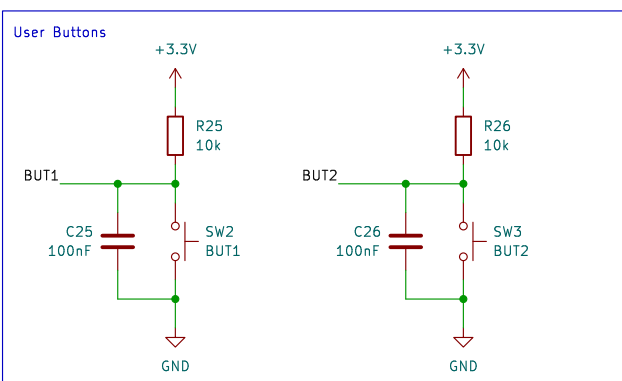 User Buttons
+3.3V
R25
10k
BUT1
C25
100nF
SW2
BUT1
GND
+3.3V
R26
10k
BUT2
C26
100nF
SW3
BUT2
GND